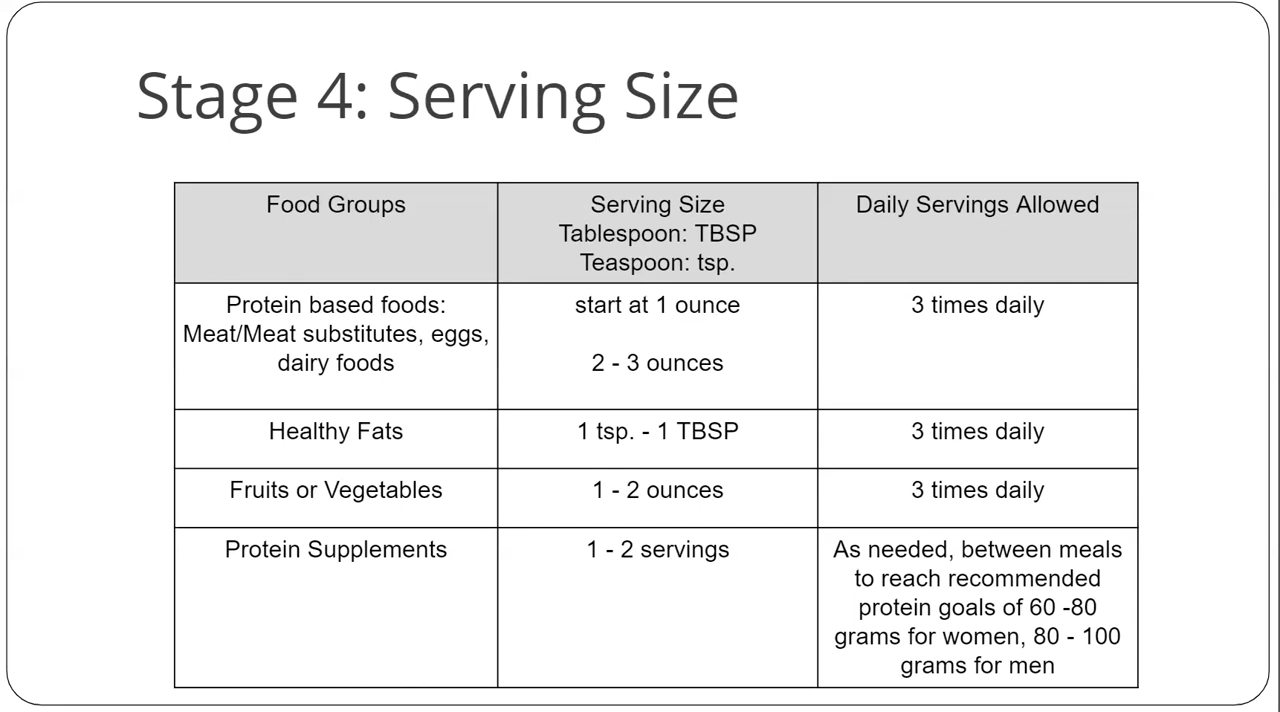 Stage 4: Serving Size
Food Groups
Serving Size
Tablespoon: TBSP
Teaspoon: tsp.
Daily Servings Allowed
Protein based foods:
Meat/Meat substitutes, eggs,
dairy foods
start at 1 ounce
2 - 3 ounces
3 times daily
Healthy Fats
1 tsp. - 1 TBSP
3 times daily
Fruits or Vegetables
1 - 2 ounces
3 times daily
Protein Supplements
1 - 2 servings
As needed, between meals
to reach recommended
protein goals of 60 -80
grams for women, 80 - 100
grams for men